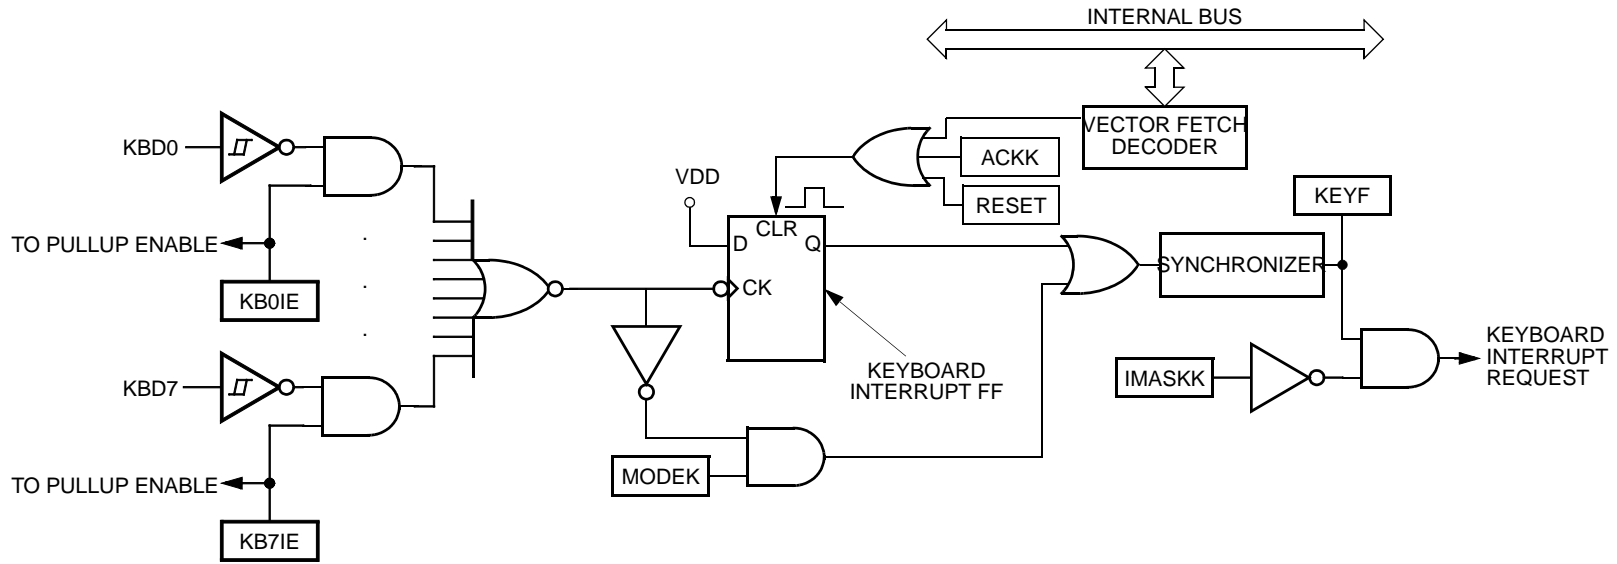 INTERNAL BUS
VECTOR FETCH
DECODER
KBD0
ACKK
VDD
RESET
KEYF
TO PULLUP ENABLE
CLR
D
Q
SYNCHRONIZER
KB0IE
CK
KEYBOARD
INTERRUPT FF
KEYBOARD
INTERRUPT
REQUEST
IMASKK
KBD7
MODEK
TO PULLUP ENABLE
KB7IE